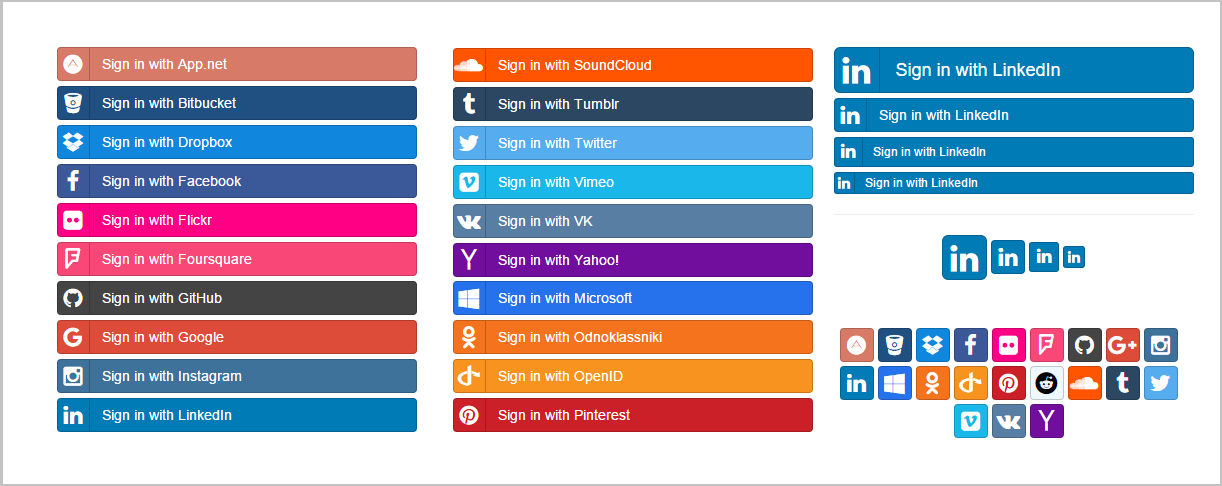 Sign in with App.net
Sign in with Bitbucket
Sign in with Dropbox
Sign in with Facebook
Sign in with Flickr
Sign in with Foursquare
Sign in with GitHub
Sign in with Google
Sign in with Instagram
Sign in with LinkedIn
Sign in with SoundCloud
Sign in with Tumblr
Sign in with Twitter
Sign in with Vimeo
Sign in with VK
Sign in with Yahoo!
Sign in with Microsoft
Sign in with Odnoklassniki
Sign in with OpenID
Sign in with Pinterest
Sign in with LinkedIn
Sign in with LinkedIn
Sign in with LinkedIn
Sign in with LinkedIn